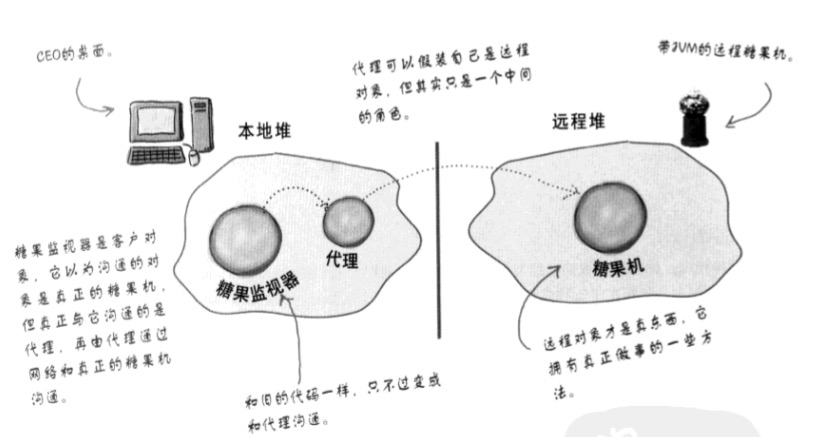 CEO的桌面。
代理可以假装自己是远程
对象，但其实只是一个中间
的角色。
带JVM的远程糖果机。
本地堆
远程堆
糖果监视器是客户对
象，它以为沟通的对
象是真正的糖果机，
但真正与它沟通的是
代理，再由代理通过
网络和真正的糖果机
沟通。
糖果监视器
代理
糖果机
和旧的代码一样，只不过变成
和代理沟通。
远程对象才是真东西，它
拥有真正做事的一些方
法。